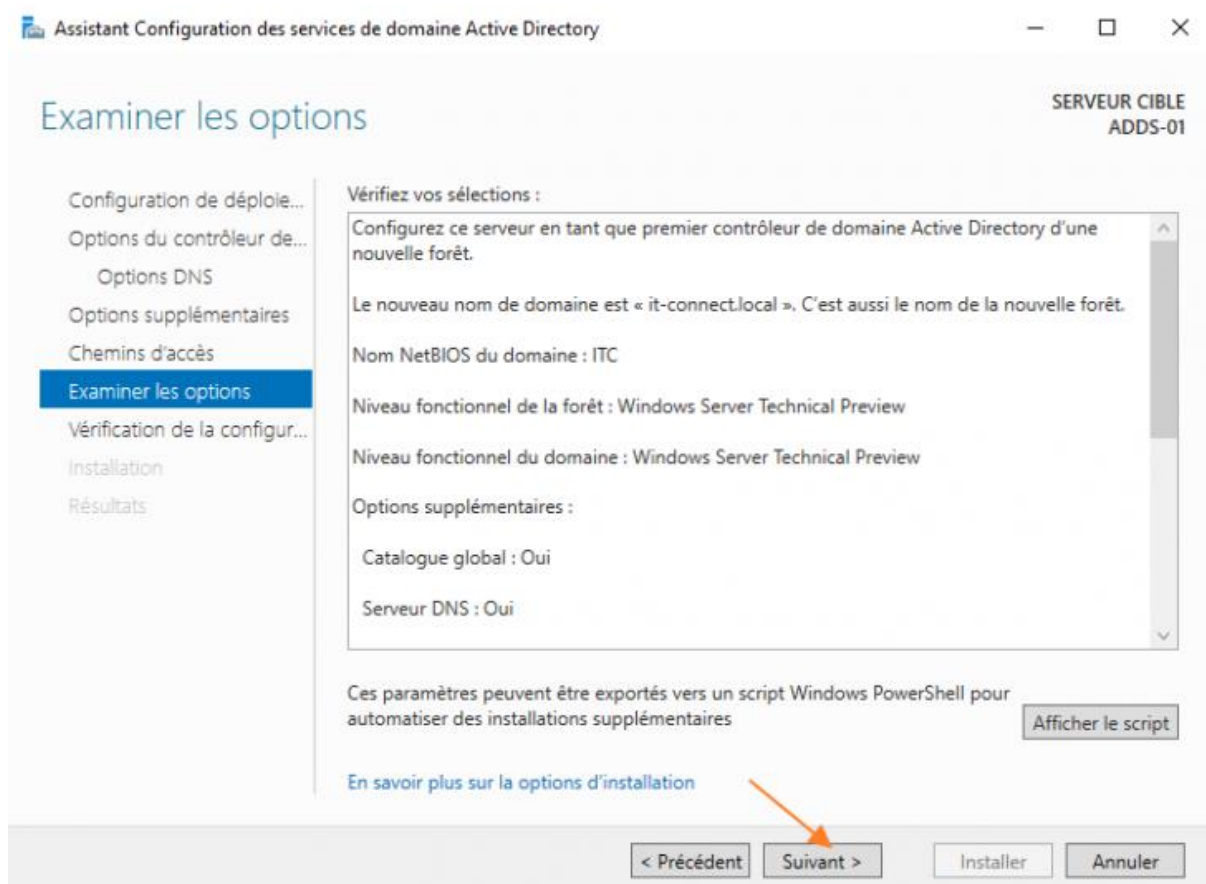 Assistant Configuration des services de domaine Active Directory
Examiner les options
SERVEUR CIBLE
ADDS-01
Configuration de déploie...
Options du contrôleur de...
Options DNS
Options supplémentaires
Chemins d'accès
Examiner les options
Vérification de la configur...
Installation
Résultats
Vérifiez vos sélections :
Configurez ce serveur en tant que premier contrôleur de domaine Active Directory d'une
nouvelle forêt.
Le nouveau nom de domaine est « it-connect.local ». C'est aussi le nom de la nouvelle forêt.
Nom NetBIOS du domaine : ITC
Niveau fonctionnel de la forêt : Windows Server Technical Preview
Niveau fonctionnel du domaine : Windows Server Technical Preview
Options supplémentaires :
Catalogue global : Oui
Serveur DNS : Oui
Ces paramètres peuvent être exportés vers un script Windows PowerShell pour
automatiser des installations supplémentaires
Afficher le script
En savoir plus sur la options d'installation
< Précédent
Suivant >
Installer
Annuler